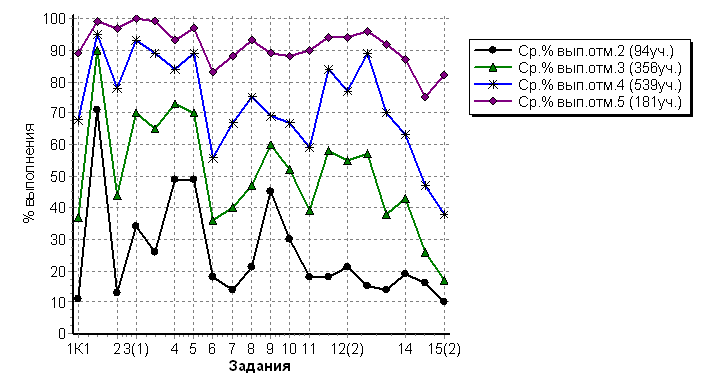 100
90
80
70
60
50
40
30
20
10
0
% выполнения
1К1 2 3(1) 4 5 6 7 8 9 10 11 12(2) 14 15(2)
Задания
Ср.% вып.отм.2 (94уч.)
Ср.% вып.отм.3 (356уч.)
Ср.% вып.отм.4 (539уч.)
Ср.% вып.отм.5 (181уч.)